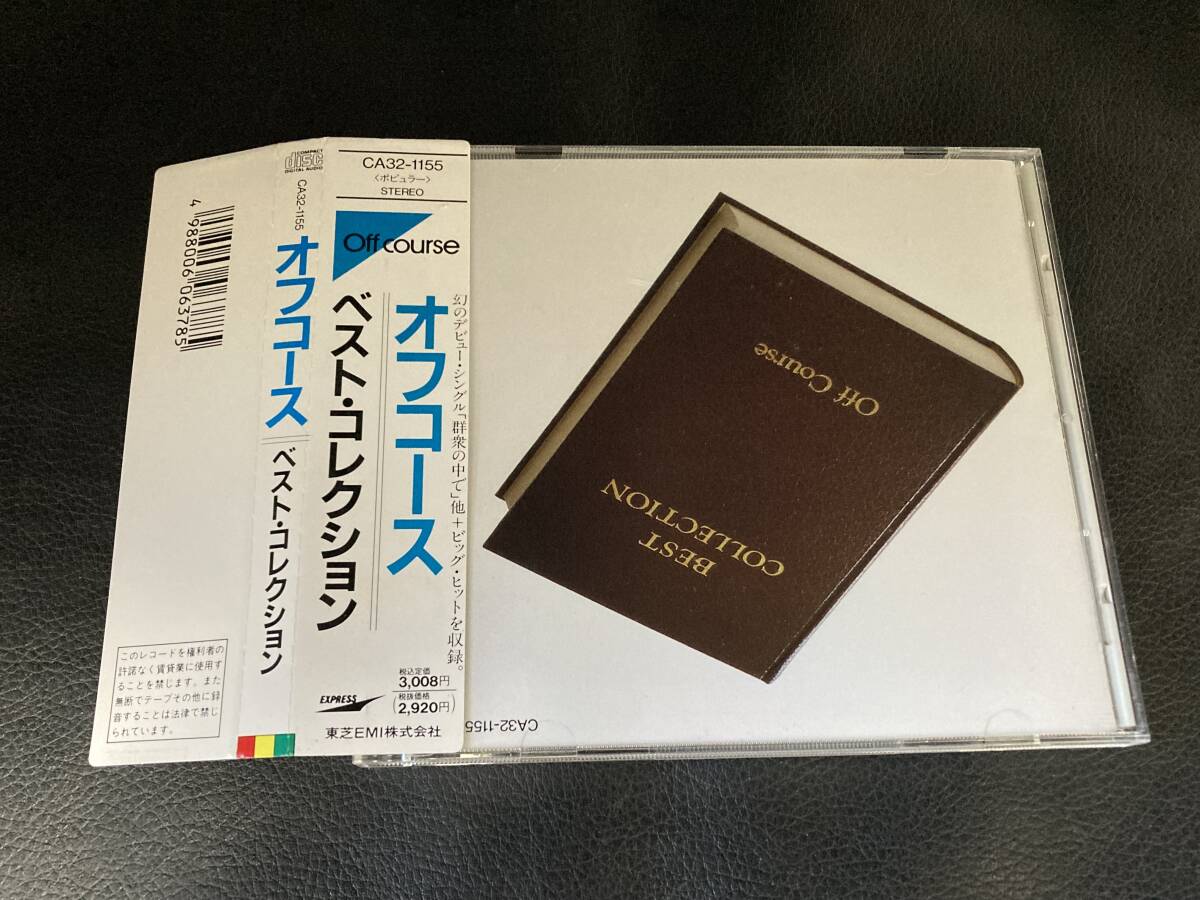 4 988006 063785
このレコードを権利者の
許諾なく賃貸業に使用す
ることを禁じます。また
無断でテープその他に録
音することは法律で禁じ
られています。
COMPACT
disc
DIGITAL AUDIO
CA32-1155
オフコース
ベスト・コレクション
CA32-1155
〈ポピュラー〉
STEREO
Off course
幻のデビュー・シングル「群衆の中で」他+ビッグ・ヒットを収録。
オフコース
ベスト・コレクション
税込定価
3,008円
(税抜価格
2,920円)
EXPRESS
東芝EMI株式会社
Off Course
BEST
COLLECTION
CA32-1155